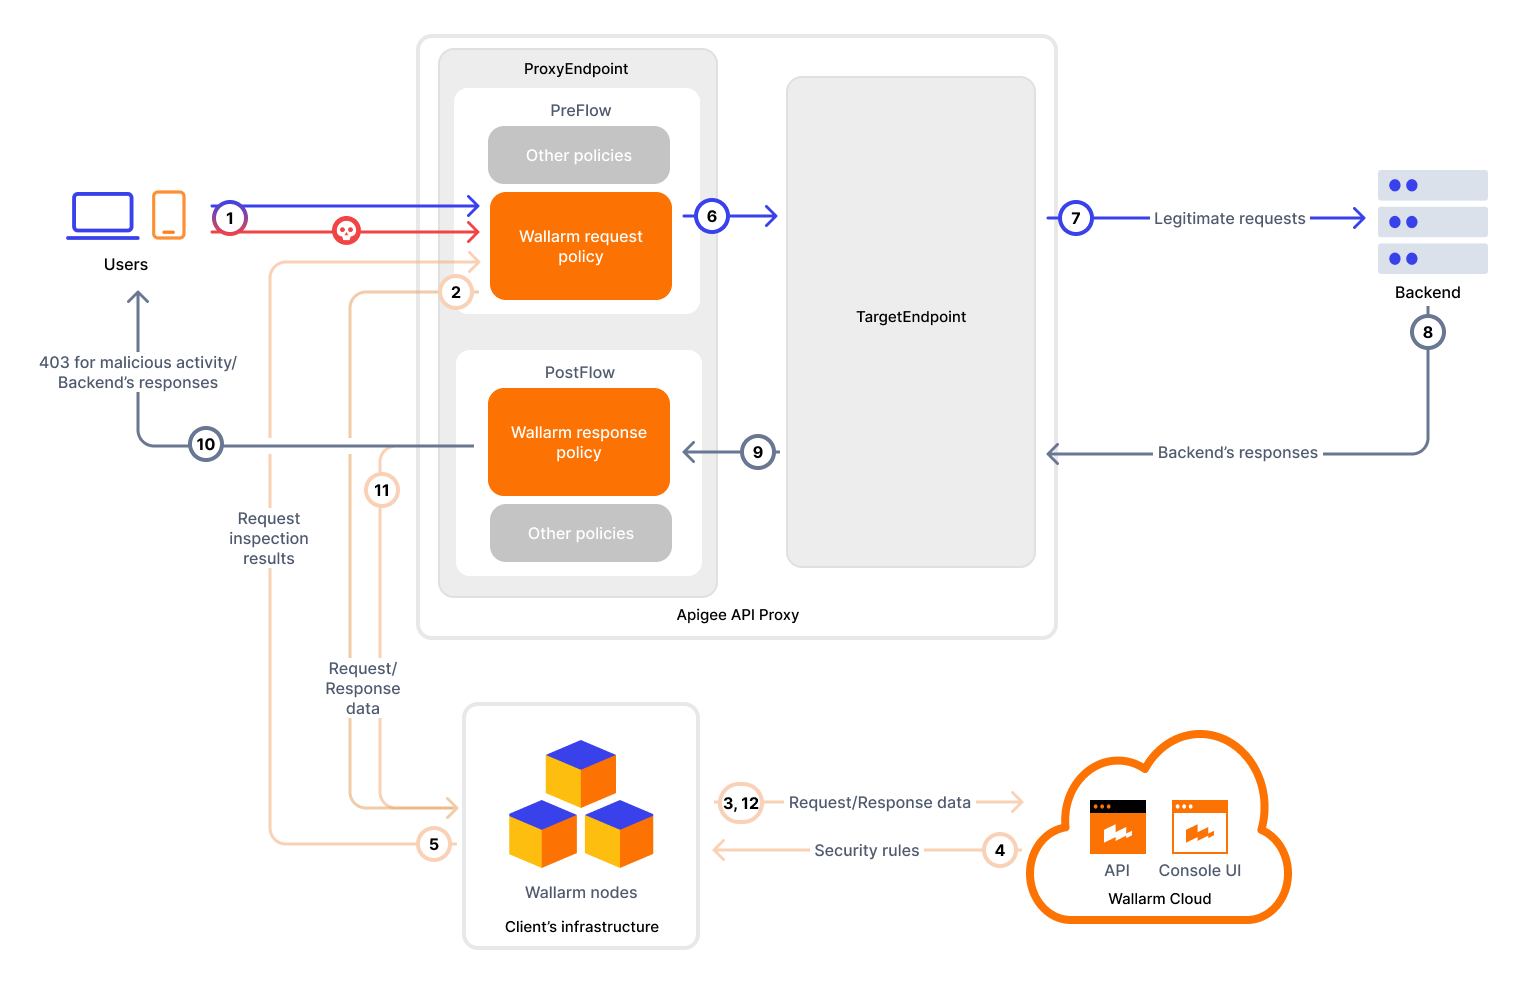 ProxyEndpoint
PreFlow
Other policies
1
Wallarm request
policy
6
7
Legitimate requests
Users
2
Backend
TargetEndpoint
8
403 for malicious activity/
Backend’s responses
PostFlow
Wallarm response
policy
10
9
Backend’s responses
11
Request
inspection
results
Other policies
Apigee API Proxy
Request/
Response
data
3, 12
Request/Response data
5
Security rules
4
API
Console UI
Wallarm nodes
Wallarm Cloud
Client’s infrastructure